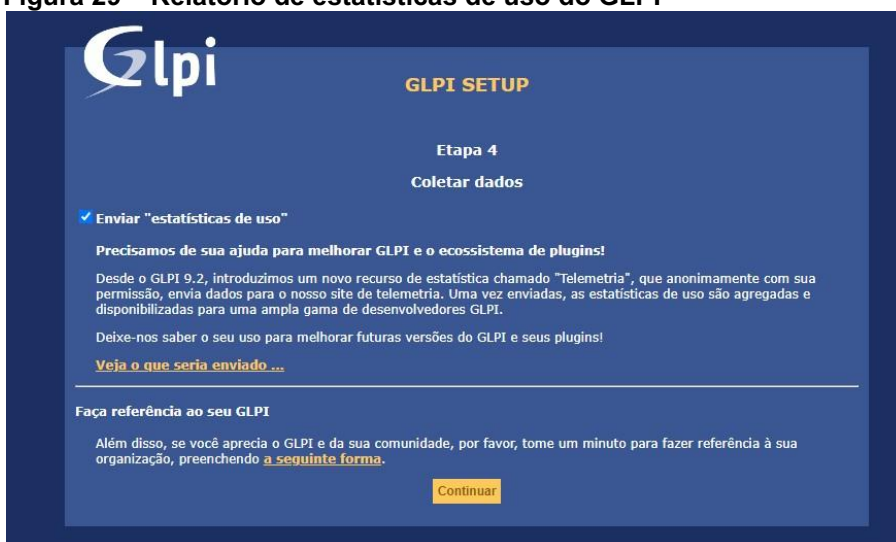 Figura 29 – Relatório de estatísticas de uso do GLPI
Glpi
GLPI SETUP
Etapa 4
Coletar dados
Enviar "estatísticas de uso"
Precisamos de sua ajuda para melhorar GLPI e o ecossistema de plugins!
Desde o GLPI 9.2, introduzimos um novo recurso de estatística chamado "Telemetria", que anonimamente com sua
permissão, envia dados para o nosso site de telemetria. Uma vez enviadas, as estatísticas de uso são agregadas e
disponibilizadas para uma ampla gama de desenvolvedores GLPI.
Deixe-nos saber o seu uso para melhorar futuras versões do GLPI e seus plugins!
Veja o que seria enviado ...
Faça referência ao seu GLPI
Além disso, se você aprecia o GLPI e da sua comunidade, por favor, tome um minuto para fazer referência à sua
organização, preenchendo a seguinte forma.
Continuar